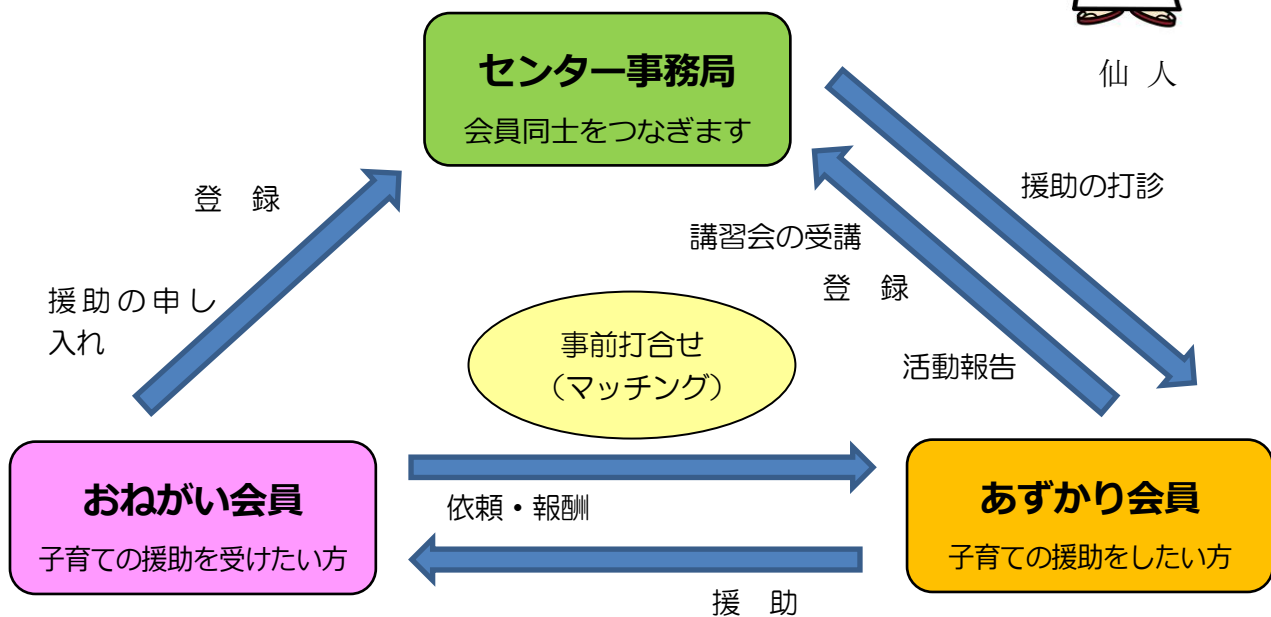 センター事務局
会員同士をつなぎます
仙 人
登 録
援助の申し
入れ
援助の打診
講習会の受講
登 録
活動報告
事前打合せ
（マッチング）
おねがい会員
子育ての援助を受けたい方
依頼・報酬
援 助
あずかり会員
子育ての援助をしたい方